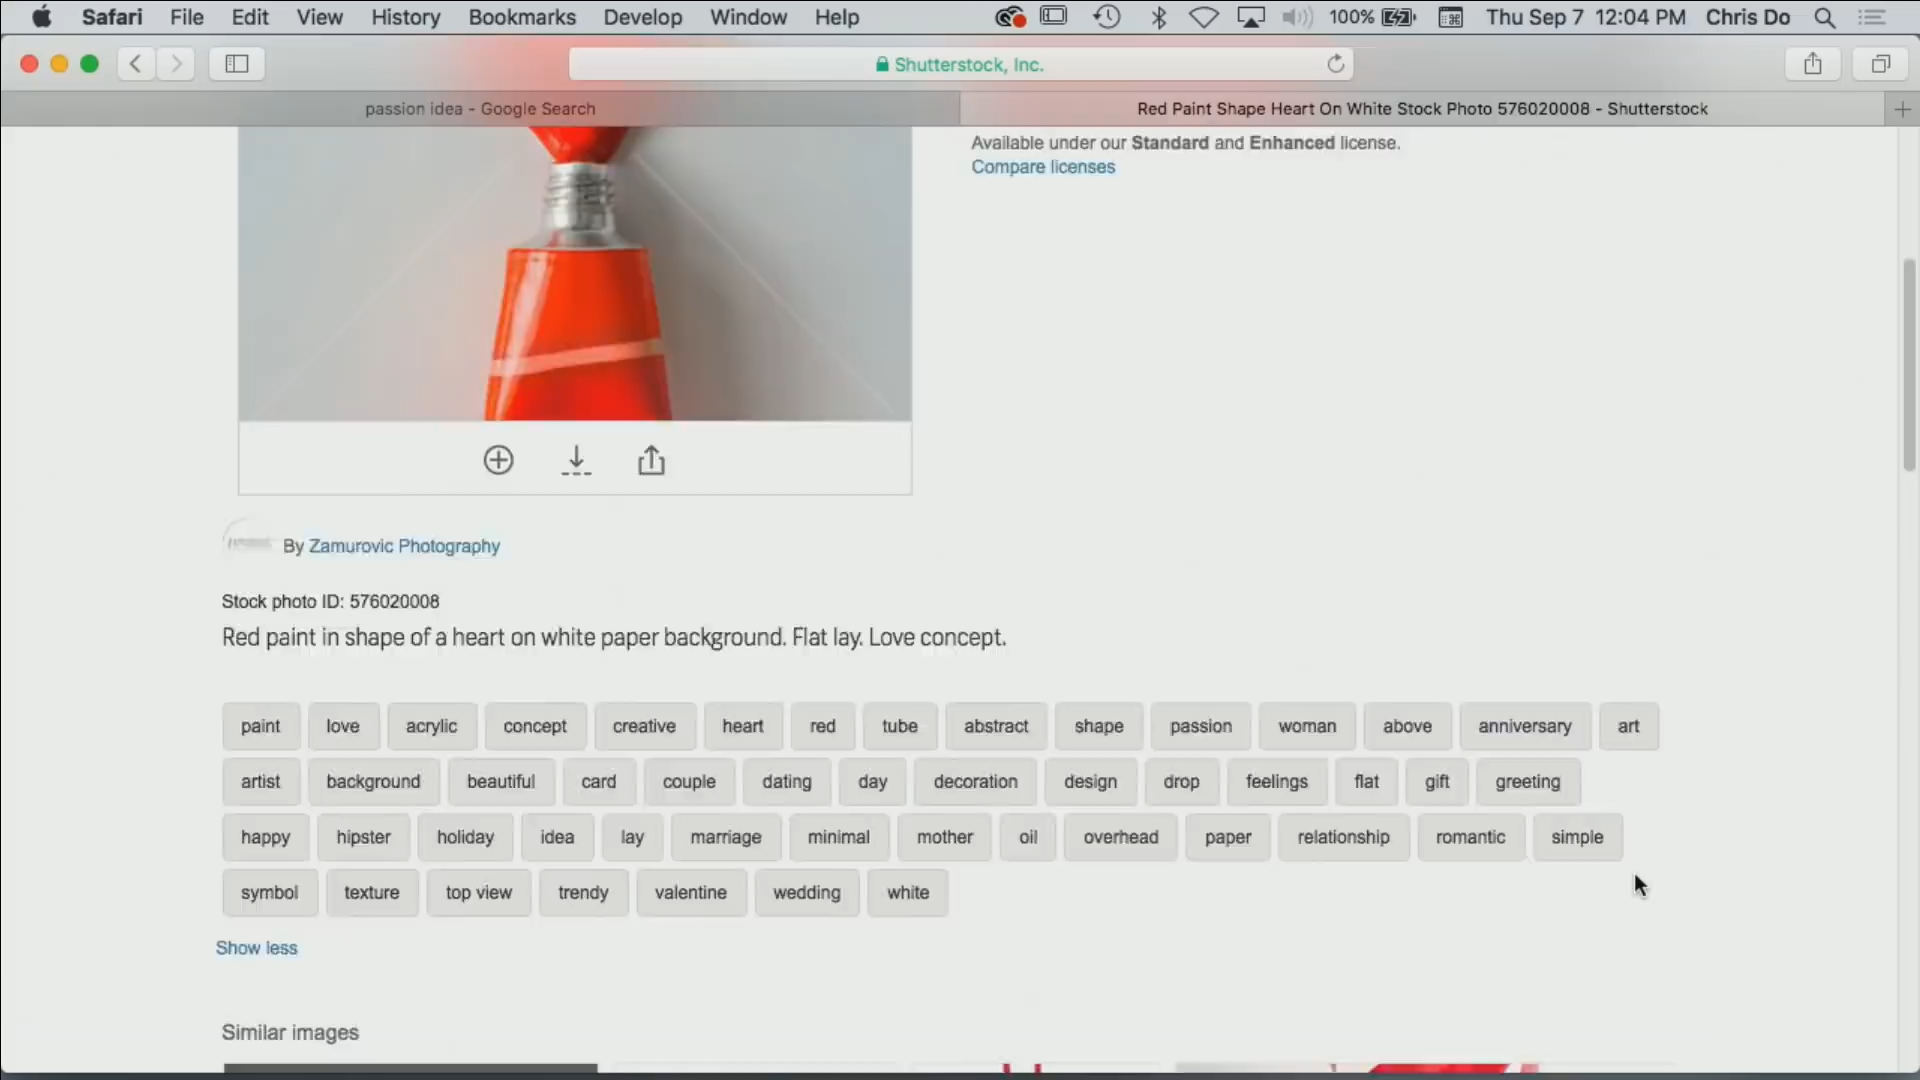 Safari File Edit View History Bookmarks Develop Window Help 100% Thu Sep 7 12:04 PM Chris Do
Shutterstock, Inc.
passion idea - Google Search
Red Paint Shape Heart On White Stock Photo 576020008 - Shutterstock
Available under our Standard and Enhanced license.
Compare licenses
By Zamurovic Photography
Stock photo ID: 576020008
Red paint in shape of a heart on white paper background. Flat lay. Love concept.
paint love acrylic concept creative heart red tube abstract shape passion woman above anniversary art
artist background beautiful card couple dating day decoration design drop feelings flat gift greeting
happy hipster holiday idea lay marriage minimal mother oil overhead paper relationship romantic simple
symbol texture top view trendy valentine wedding white
Show less
Similar images